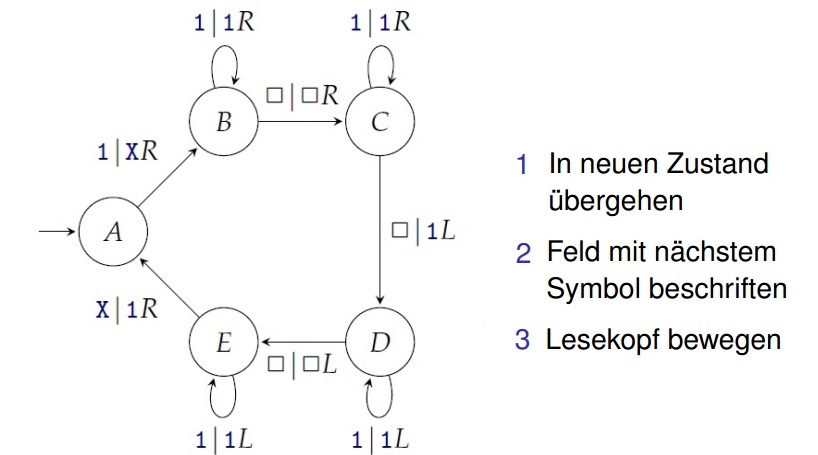 1|1R
1|1R
B
□|□R
C
1|XR
A
□|1L
X|1R
E
□|□L
D
1|1L
1|1L
1 In neuen Zustand
übergehen
2 Feld mit nächstem
Symbol beschriften
3 Lesekopf bewegen